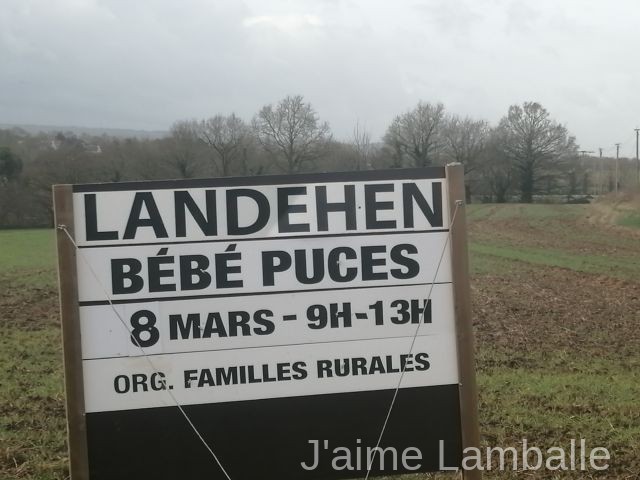 LANDEHEN
BÉBÉ PUCES
8 MARS - 9H-13H
ORG. FAMILLES RURALES
J'aime Lamballe